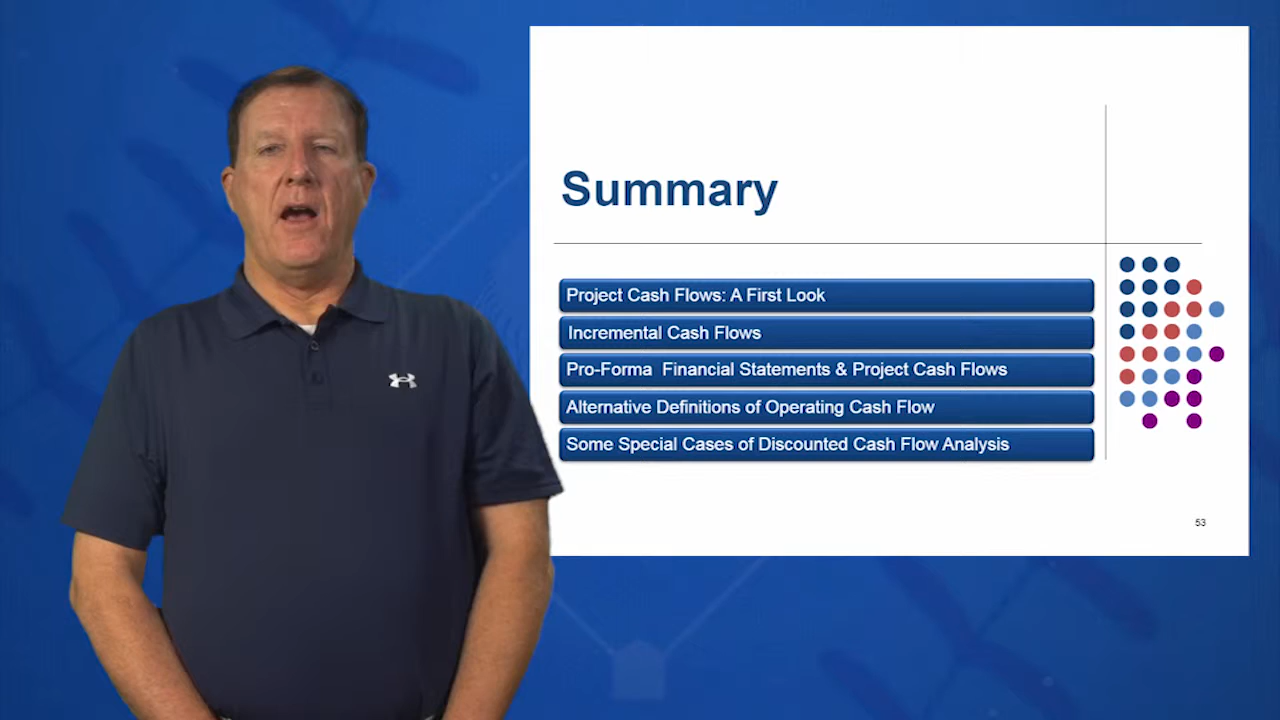 Summary
Project Cash Flows: A First Look
Incremental Cash Flows
Pro-Forma  Financial Statements & Project Cash Flows
Alternative Definitions of Operating Cash Flow
Some Special Cases of Discounted Cash Flow Analysis
53